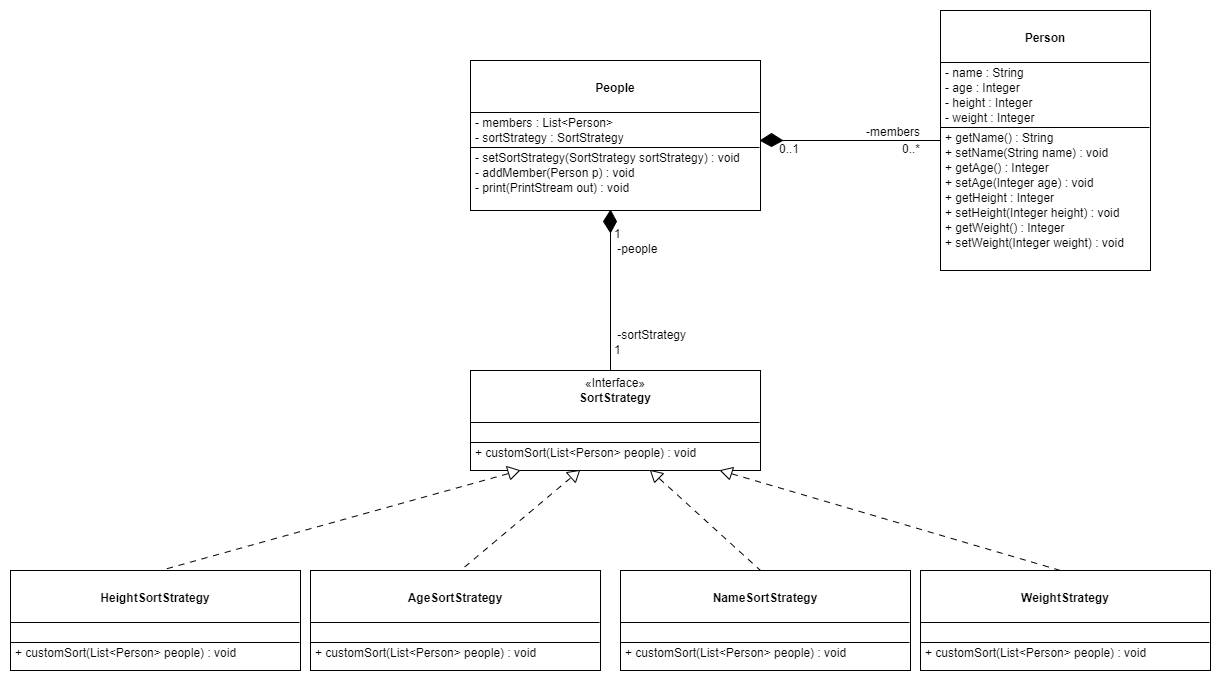 Person
- name : String
- age : Integer
- height : Integer
- weight : Integer
+ getName() : String
+ setName(String name) : void
+ getAge() : Integer
+ setAge(Integer age) : void
+ getHeight : Integer
+ setHeight(Integer height) : void
+ getWeight() : Integer
+ setWeight(Integer weight) : void
People
- members : List<Person>
- sortStrategy : SortStrategy
- setSortStrategy(SortStrategy sortStrategy) : void
- addMember(Person p) : void
- print(PrintStream out) : void
-members
0..1
0..*
1
-people
-sortStrategy
1
«Interface»
SortStrategy
+ customSort(List<Person> people) : void
HeightSortStrategy
+ customSort(List<Person> people) : void
AgeSortStrategy
+ customSort(List<Person> people) : void
NameSortStrategy
+ customSort(List<Person> people) : void
WeightStrategy
+ customSort(List<Person> people) : void